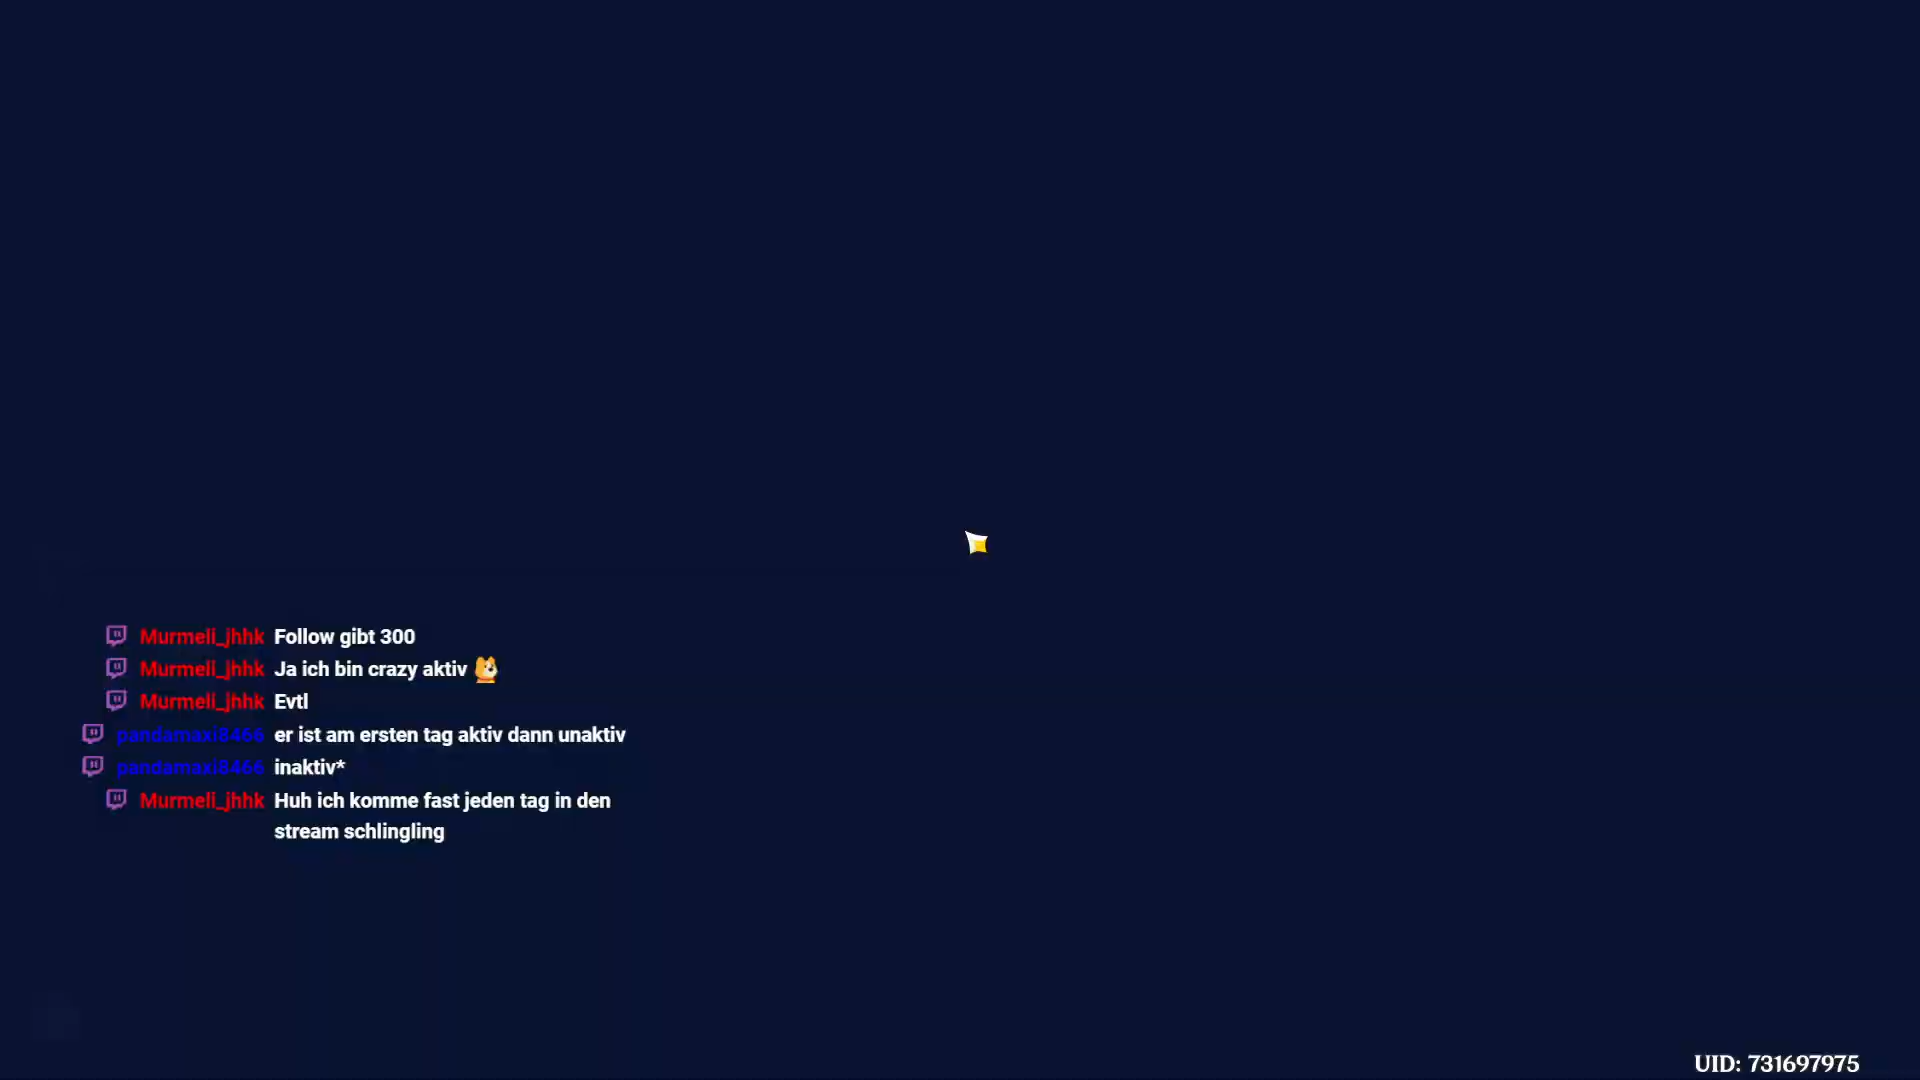 Murmeli_jhhk Follow gibt 300
Murmeli_jhhk Ja ich bin crazy aktiv
Murmeli_jhhk Evtl
pandamaxi8466 er ist am ersten tag aktiv dann unaktiv
pandamaxi8466 inaktiv*
Murmeli_jhhk Huh ich komme fast jeden tag in den
stream schlingling
UID: 731697975